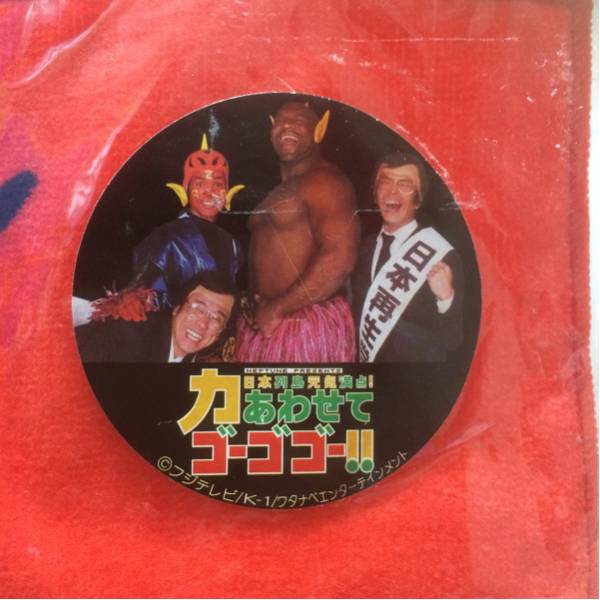 日本再生
NEPTUNE PRESENTS
日本列島元気満点!
力あわせて
ゴーゴゴー!!
©フジテレビ/K-1/ワタナベエンターテインメント